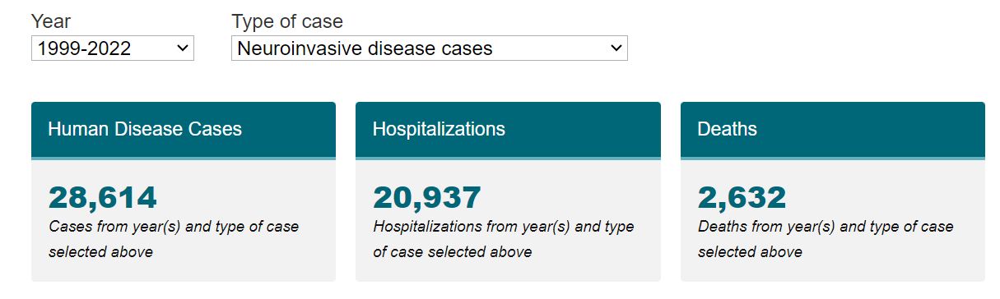 Year
Type of case
1999-2022
Neuroinvasive disease cases
Human Disease Cases
28,614
Cases from year(s) and type of case
selected above
Hospitalizations
20,937
Hospitalizations from year(s) and type
of case selected above
Deaths
2,632
Deaths from year(s) and type of case
selected above